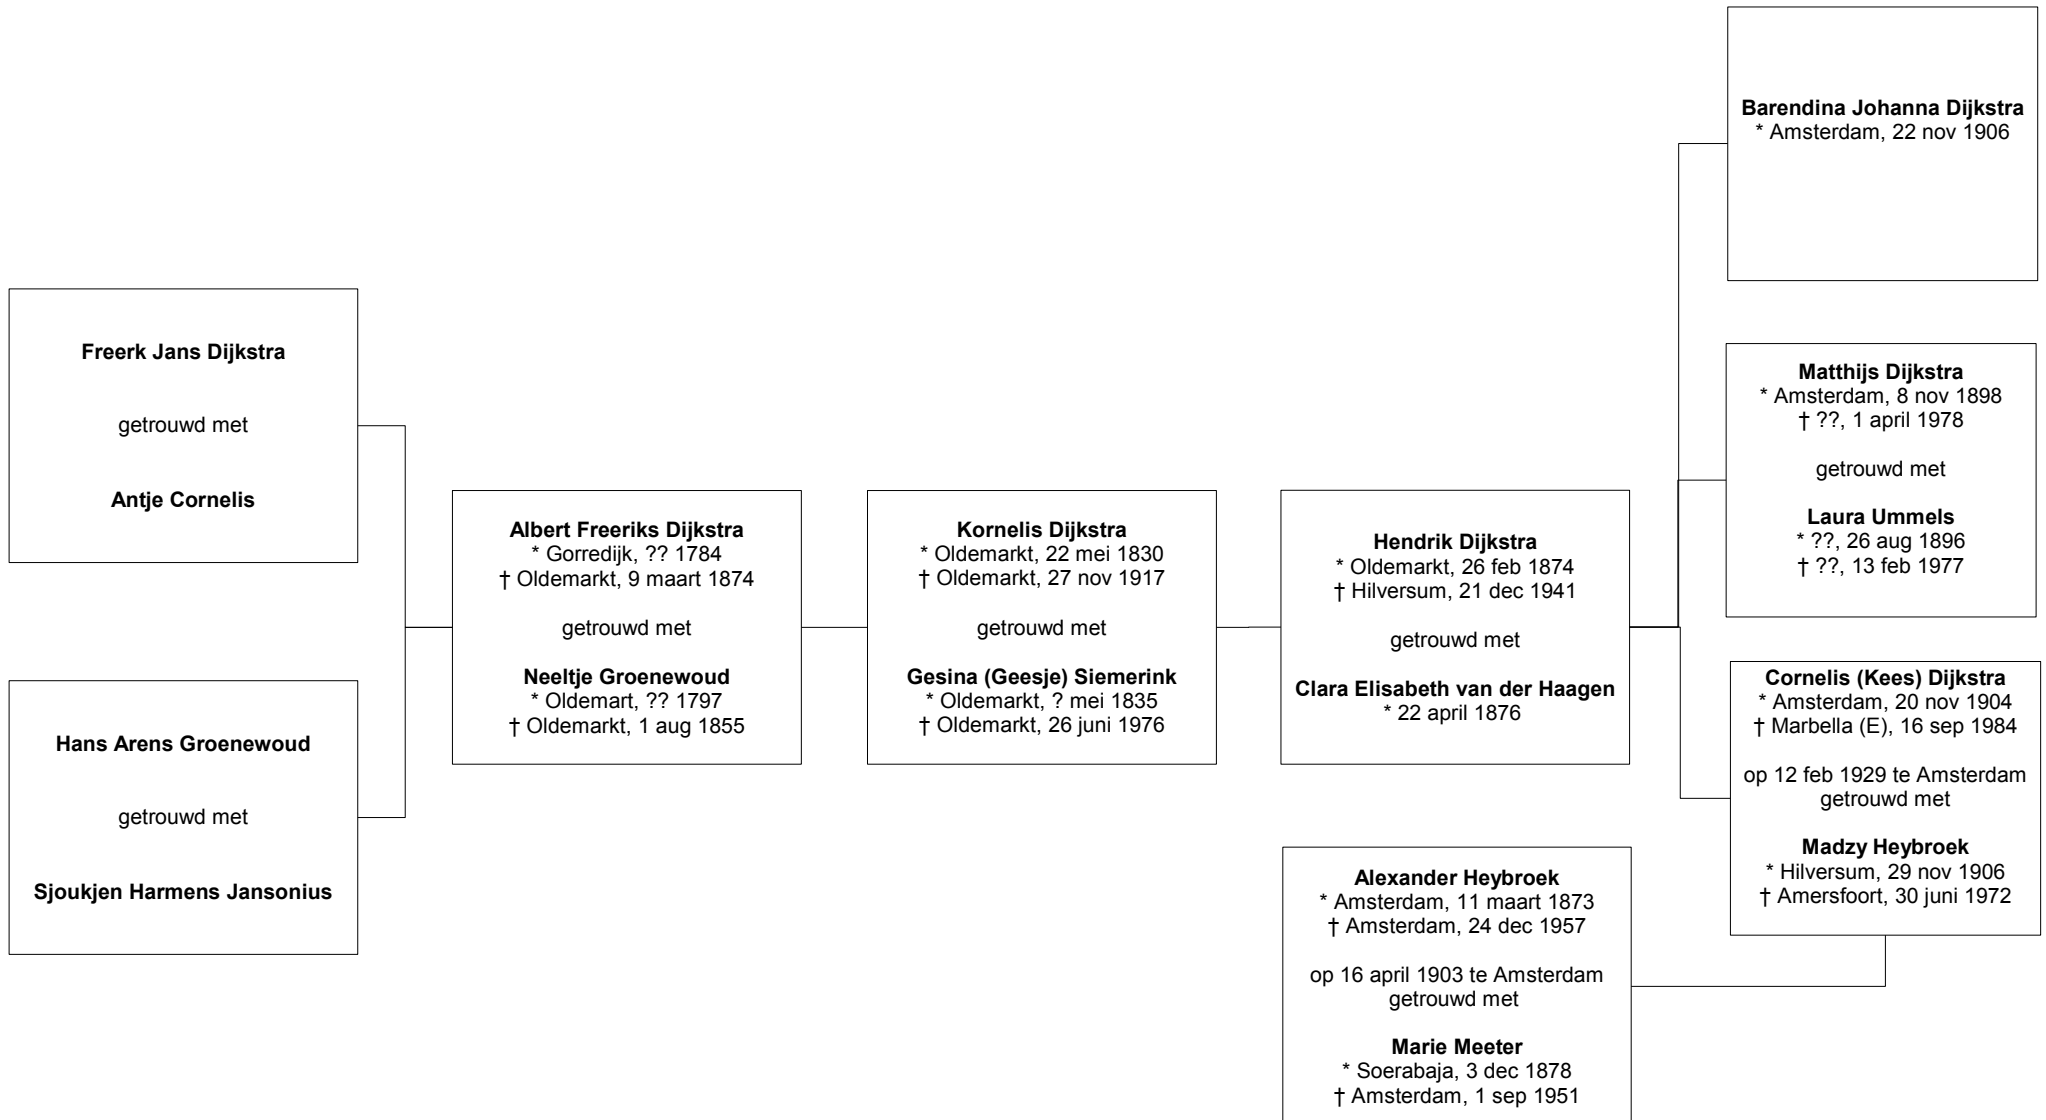 Barendina Johanna Dijkstra
* Amsterdam, 22 nov 1906
Freerk Jans Dijkstra
getrouwd met
Antje Cornelis
Matthijs Dijkstra
* Amsterdam, 8 nov 1898
† ??, 1 april 1978
getrouwd met
Laura Ummels
* ??, 26 aug 1896
† ??, 13 feb 1977
Albert Freeriks Dijkstra
* Gorredijk, ?? 1784
† Oldemarkt, 9 maart 1874
getrouwd met
Neeltje Groenewoud
* Oldemart, ?? 1797
† Oldemarkt, 1 aug 1855
Kornelis Dijkstra
* Oldemarkt, 22 mei 1830
† Oldemarkt, 27 nov 1917
getrouwd met
Gesina (Geesje) Siemerink
* Oldemarkt, ? mei 1835
† Oldemarkt, 26 juni 1976
Hendrik Dijkstra
* Oldemarkt, 26 feb 1874
† Hilversum, 21 dec 1941
getrouwd met
Clara Elisabeth van der Haagen
* 22 april 1876
Cornelis (Kees) Dijkstra
* Amsterdam, 20 nov 1904
† Marbella (E), 16 sep 1984
op 12 feb 1929 te Amsterdam
getrouwd met
Madzy Heybroek
* Hilversum, 29 nov 1906
† Amersfoort, 30 juni 1972
Hans Arens Groenewoud
getrouwd met
Sjoukjen Harmens Jansonius
Alexander Heybroek
* Amsterdam, 11 maart 1873
† Amsterdam, 24 dec 1957
op 16 april 1903 te Amsterdam
getrouwd met
Marie Meeter
* Soerabaja, 3 dec 1878
† Amsterdam, 1 sep 1951